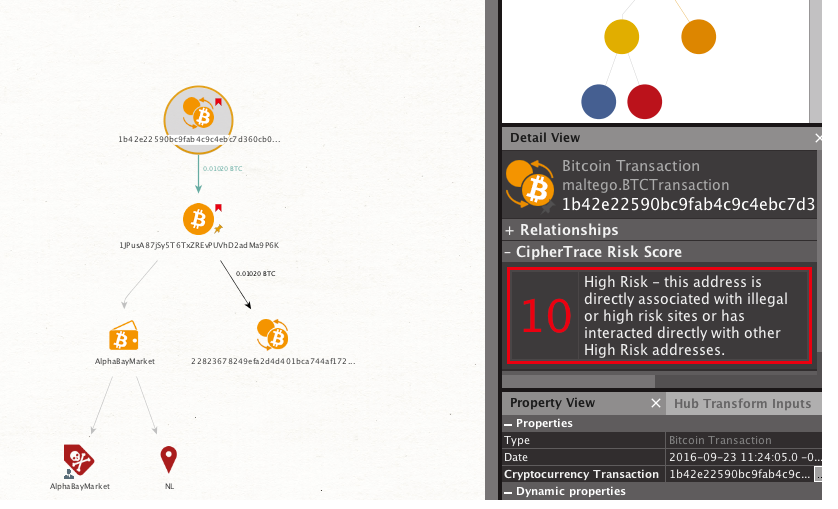 1b42e22590bc9fab4c9c4ebc7d360cb0...
0.01020 BTC
1JPusA87jSyST6TxZREvPUVhD2adMa9P6K
0.01020 BTC
AlphaBayMarket
22823678249efa2d4d401bca744af172...
AlphaBayMarket
NL
Detail View
Bitcoin Transaction
maltego.BTCTransaction
1b42e22590bc9fab4c9c4ebc7d3
+ Relationships
– CipherTrace Risk Score
10
High Risk – this address is
directly associated with illegal
or high risk sites or has
interacted directly with other
High Risk addresses.
Property View
Hub Transform Inputs
Properties
Type Bitcoin Transaction
Date 2016-09-23 11:24:05.0 -0...
Cryptocurrency Transaction 1b42e22590bc9fab4c9c...
Dynamic properties